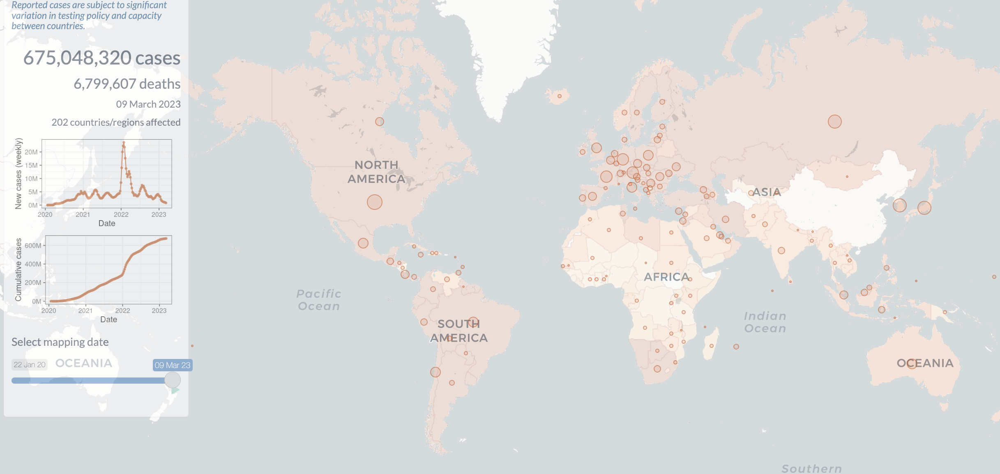 Reported cases are subject to significant
variation in testing policy and capacity
between countries.
675,048,320 cases
6,799,607 deaths
09 March 2023
202 countries/regions affected
New cases (weekly)
20M
15M
10M
5M
0M
2020 2021 2022 2023
Date
Cumulative cases
600M
400M
200M
0M
2020 2021 2022 2023
Date
Select mapping date
22 Jan 20
OCEANIA
09 Mar 23
NORTH
AMERICA
Pacific
Ocean
SOUTH
AMERICA
AFRICA
ASIA
Indian
Ocean
OCEANIA
Southern